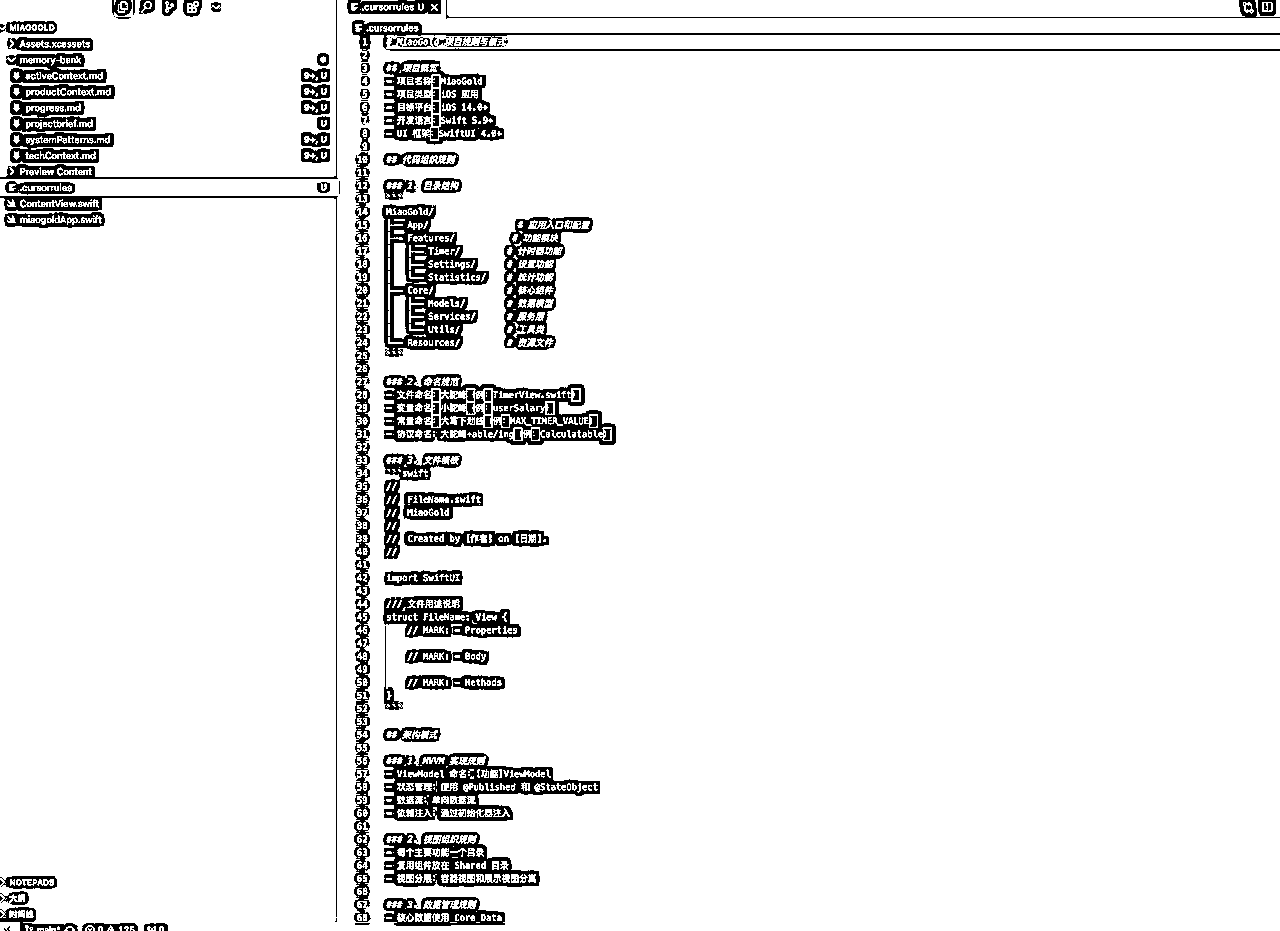 MIAOGOLD
Assets.xcassets
memory-bank
activeContext.md 9+, U
productContext.md 9+, U
progress.md 9+, U
projectbrief.md U
systemPatterns.md 9+, U
techContext.md 9+, U
Preview Content
.cursorrules U
ContentView.swift
miaogoldApp.swift
NOTEPADS
大纲
时间线
main*
0 125
.cursorrules U
.cursorrules
1 # MiaoGold 项目规则与模式
2
3 ## 项目概览
4 - 项目名称：MiaoGold
5 - 项目类型：iOS 应用
6 - 目标平台：iOS 14.0+
7 - 开发语言：Swift 5.9+
8 - UI 框架：SwiftUI 4.0+
9
10 ## 代码组织规则
11
12 ### 1. 目录结构
13 ```
14 MiaoGold/
15 ├── App/ # 应用入口和配置
16 ├── Features/ # 功能模块
17 │ ├── Timer/ # 计时器功能
18 │ ├── Settings/ # 设置功能
19 │ └── Statistics/ # 统计功能
20 ├── Core/ # 核心组件
21 │ ├── Models/ # 数据模型
22 │ ├── Services/ # 服务层
23 │ └── Utils/ # 工具类
24 └── Resources/ # 资源文件
25 ```
26
27 ### 2. 命名规范
28 - 文件命名：大驼峰（例：TimerView.swift）
29 - 变量命名：小驼峰（例：userSalary）
30 - 常量命名：大写下划线（例：MAX_TIMER_VALUE）
31 - 协议命名：大驼峰+able/ing（例：Calculatable）
32
33 ### 3. 文件模板
34 ```swift
35 //
36 // FileName.swift
37 // MiaoGold
38 //
39 // Created by [作者] on [日期].
40 //
41
42 import SwiftUI
43
44 /// 文件用途说明
45 struct FileName: View {
46 // MARK: - Properties
47
48 // MARK: - Body
49
50 // MARK: - Methods
51 }
52 ```
53
54 ## 架构模式
55
56 ### 1. MVVM 实现规则
57 - ViewModel 命名：[功能]ViewModel
58 - 状态管理：使用 @Published 和 @StateObject
59 - 数据流：单向数据流
60 - 依赖注入：通过初始化器注入
61
62 ### 2. 视图组织规则
63 - 每个主要功能一个目录
64 - 复用组件放在 Shared 目录
65 - 视图分层：容器视图和展示视图分离
66
67 ### 3. 数据管理规则
68 - 核心数据使用 Core Data